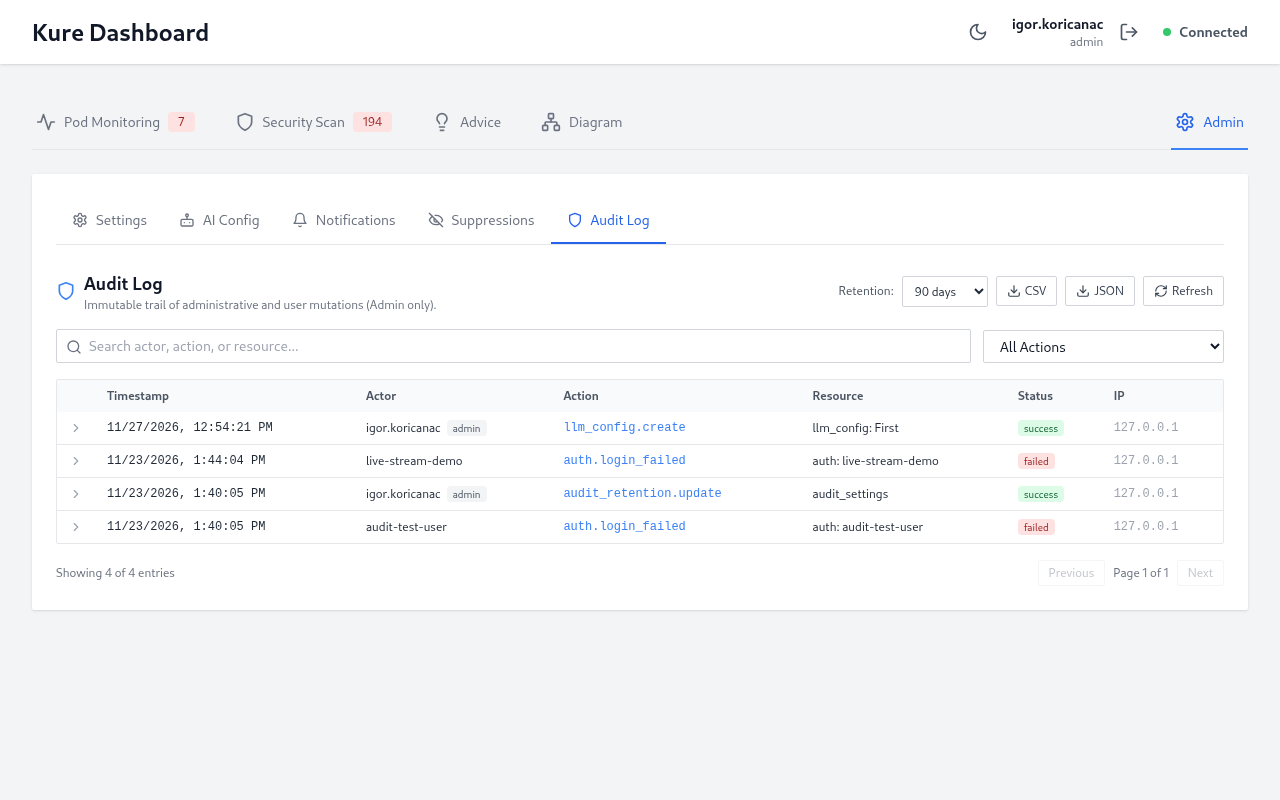 Kure Dashboard
igor.koricanac
admin
Connected
Pod Monitoring 7 Security Scan 194 Advice Diagram Admin
Settings AI Config Notifications Suppressions Audit Log
Audit Log
Immutable trail of administrative and user mutations (Admin only).
Retention: 90 days CSV JSON Refresh
Search actor, action, or resource... All Actions
Timestamp Actor Action Resource Status IP
11/27/2026, 12:54:21 PM igor.koricanac admin llm_config.create llm_config: First success 127.0.0.1
11/23/2026, 1:44:04 PM live-stream-demo auth.login_failed auth: live-stream-demo failed 127.0.0.1
11/23/2026, 1:40:05 PM igor.koricanac admin audit_retention.update audit_settings success 127.0.0.1
11/23/2026, 1:40:05 PM audit-test-user auth.login_failed auth: audit-test-user failed 127.0.0.1
Showing 4 of 4 entries Previous Page 1 of 1 Next